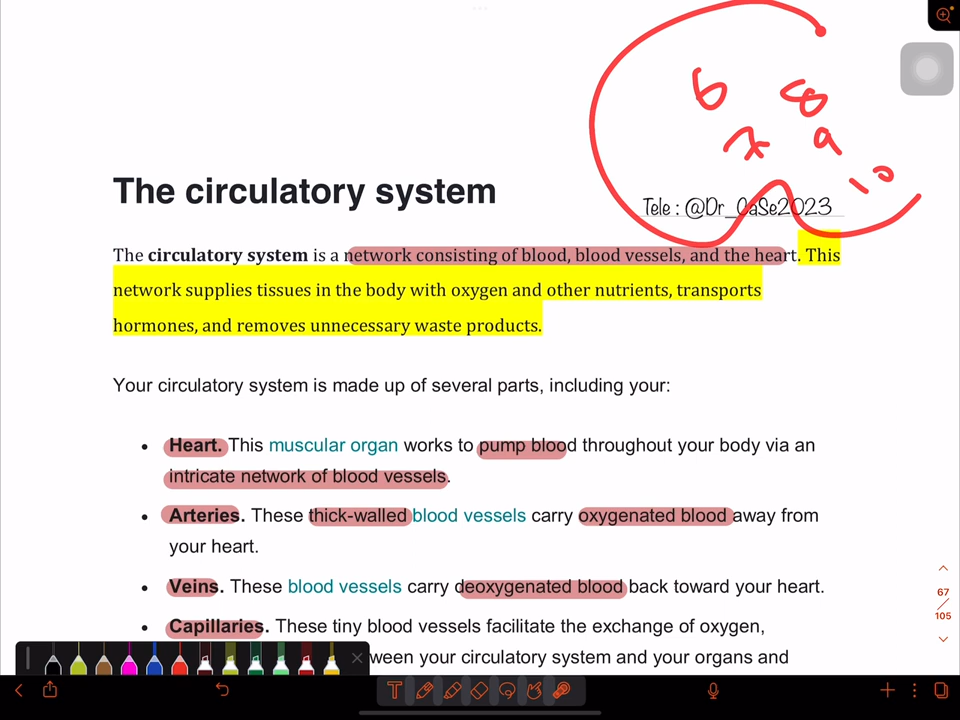 6 8
7 9
10
The circulatory system
Tele : @Dr_CaSe2023
The circulatory system is a network consisting of blood, blood vessels, and the heart. This
network supplies tissues in the body with oxygen and other nutrients, transports
hormones, and removes unnecessary waste products.
Your circulatory system is made up of several parts, including your:
• Heart. This muscular organ works to pump blood throughout your body via an
intricate network of blood vessels.
• Arteries. These thick-walled blood vessels carry oxygenated blood away from
your heart.
• Veins. These blood vessels carry deoxygenated blood back toward your heart.
• Capillaries. These tiny blood vessels facilitate the exchange of oxygen,
ween your circulatory system and your organs and
67
/
105
T